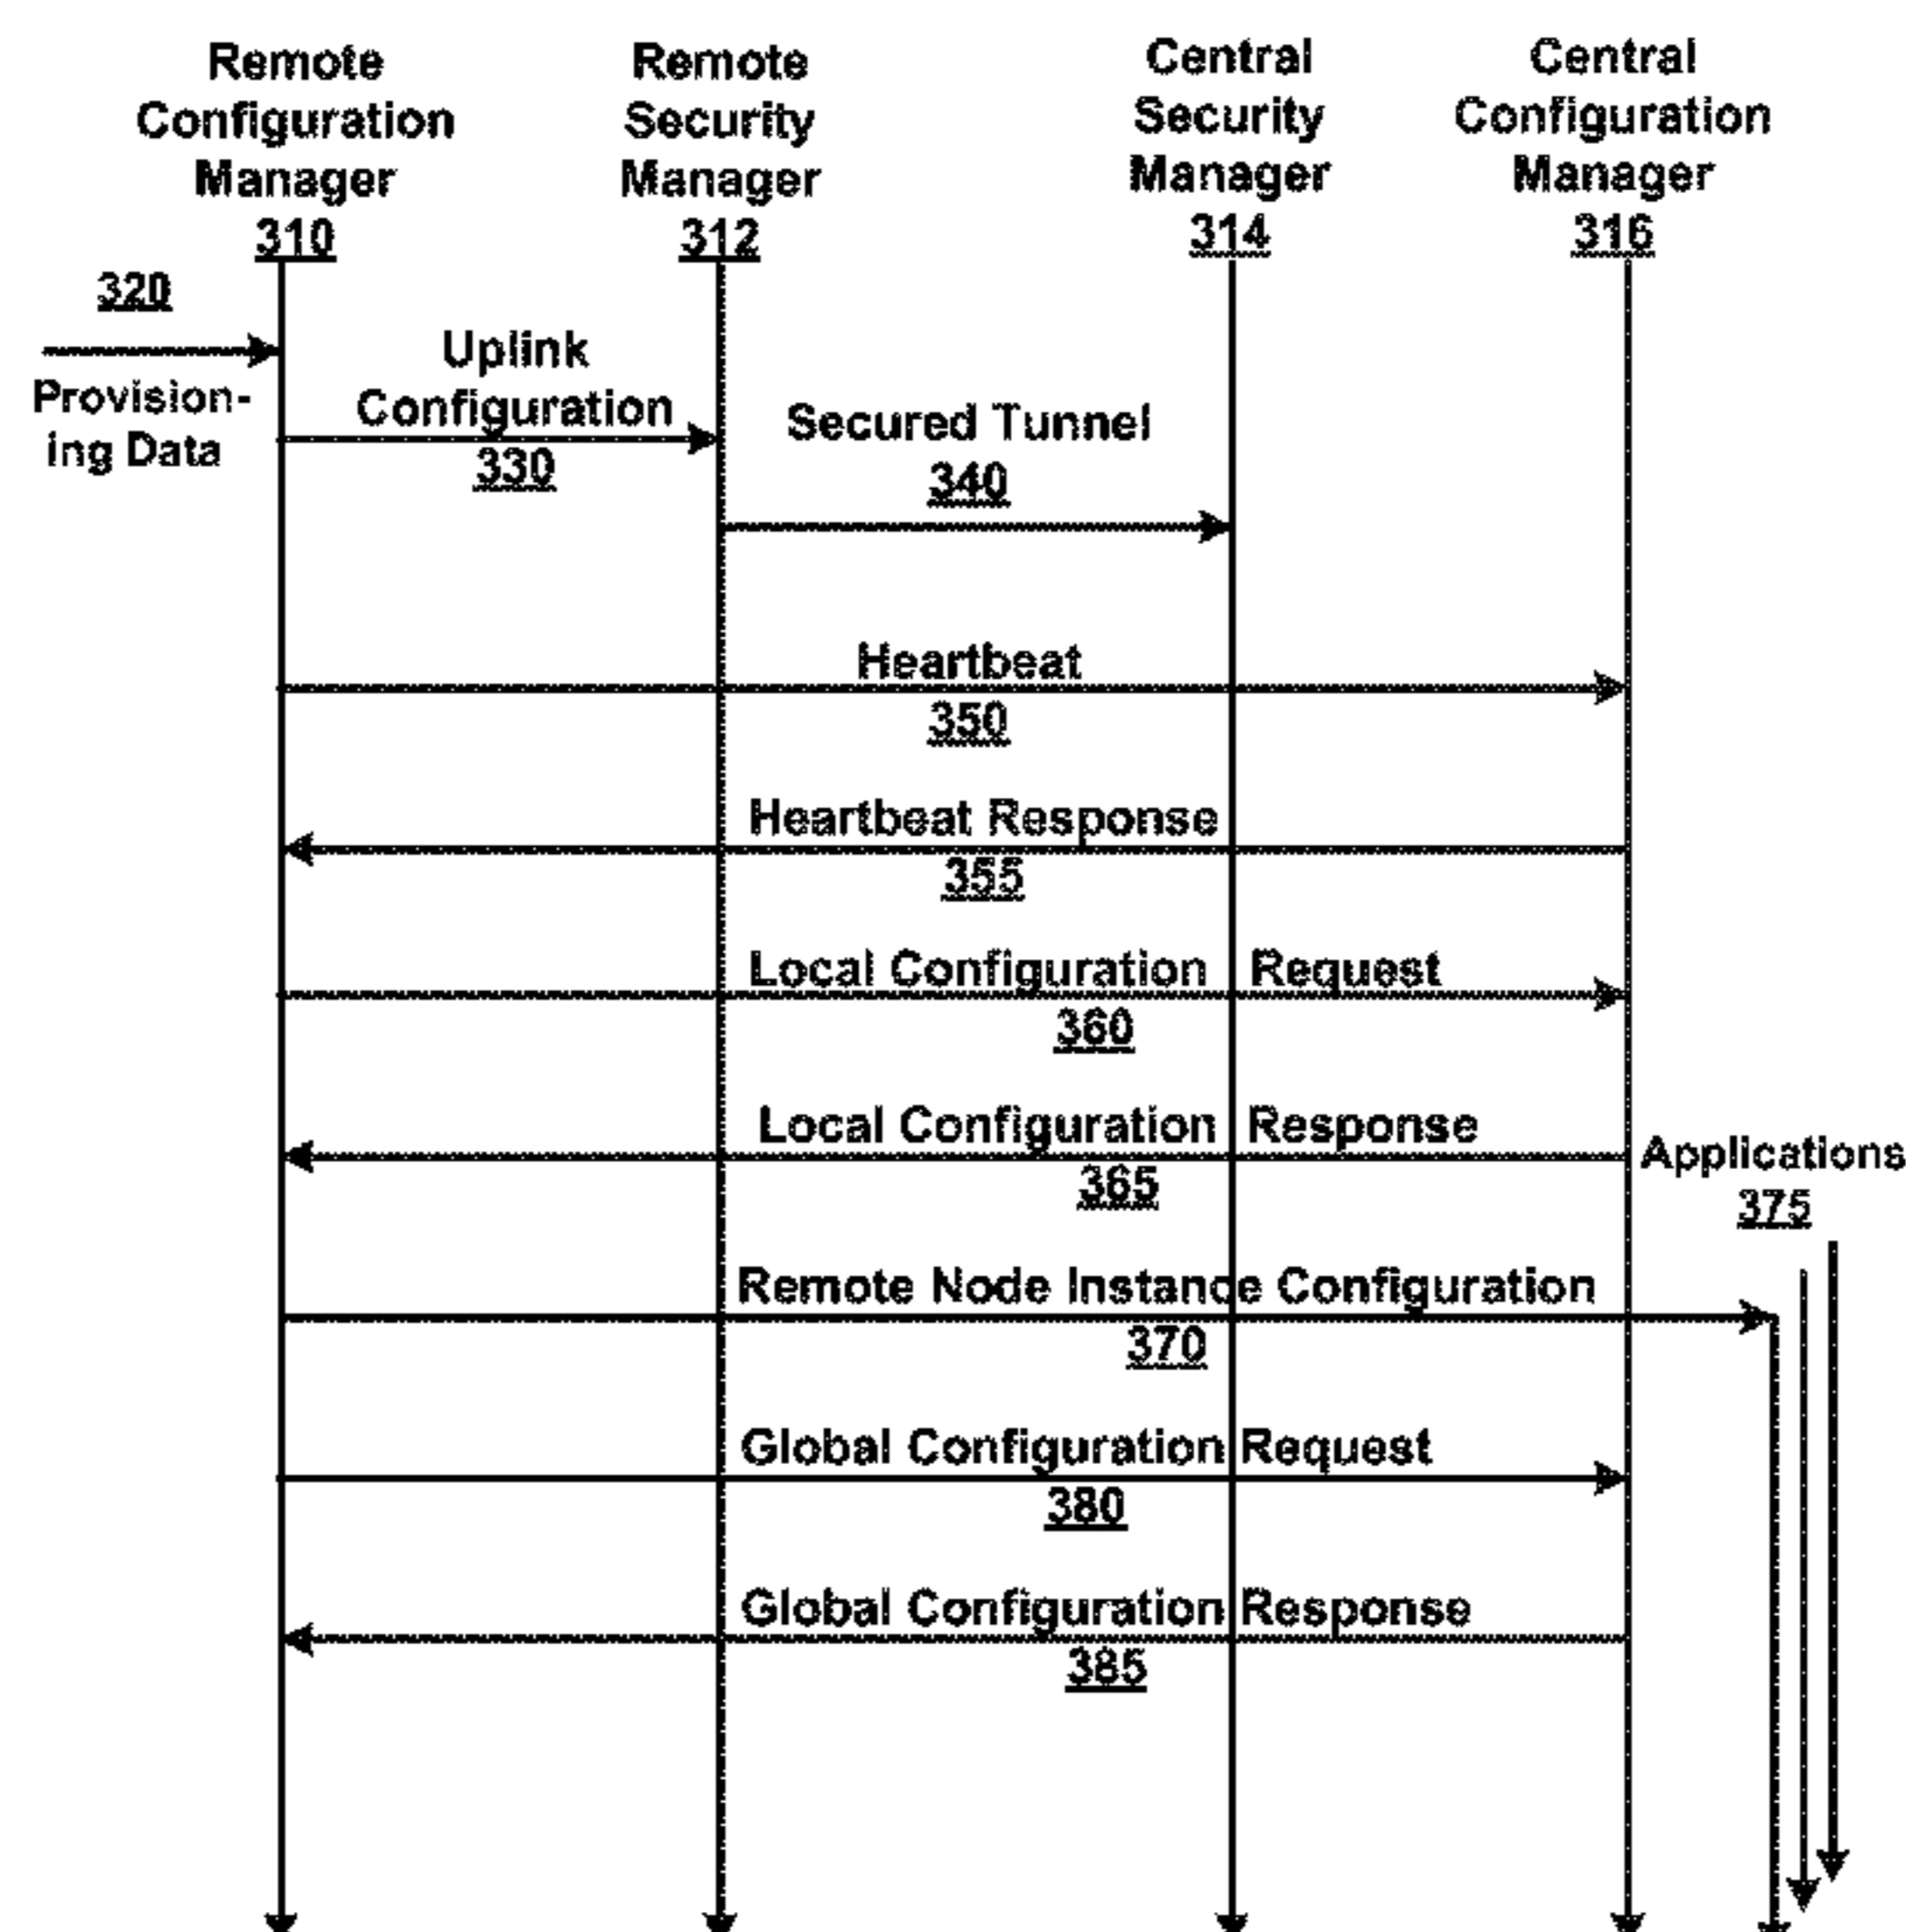 Remote
Configuration
Manager
310
Remote
Security
Manager
312
Central
Security
Manager
314
Central
Configuration
Manager
316
320
Provision-
ing Data
Uplink
Configuration
330
Secured Tunnel
340
Heartbeat
350
Heartbeat Response
355
Local Configuration Request
360
Local Configuration Response
365
Applications
375
Remote Node Instance Configuration
370
Global Configuration Request
380
Global Configuration Response
385